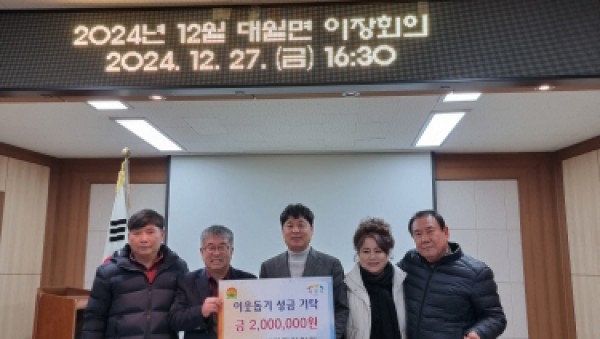 2024년 12월 대월면 이장회의
2024. 12. 27.(금) 16:30
이웃돕기 성금 기탁
금 2,000,000원